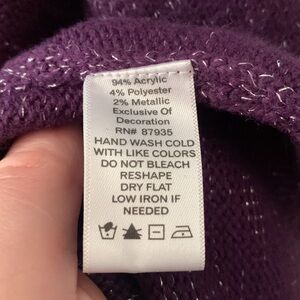 94% Acrylic
4% Polyester
2% Metallic
Exclusive Of
Decoration
RN# 87935
HAND WASH COLD
WITH LIKE COLORS
DO NOT BLEACH
RESHAPE
DRY FLAT
LOW IRON IF
NEEDED